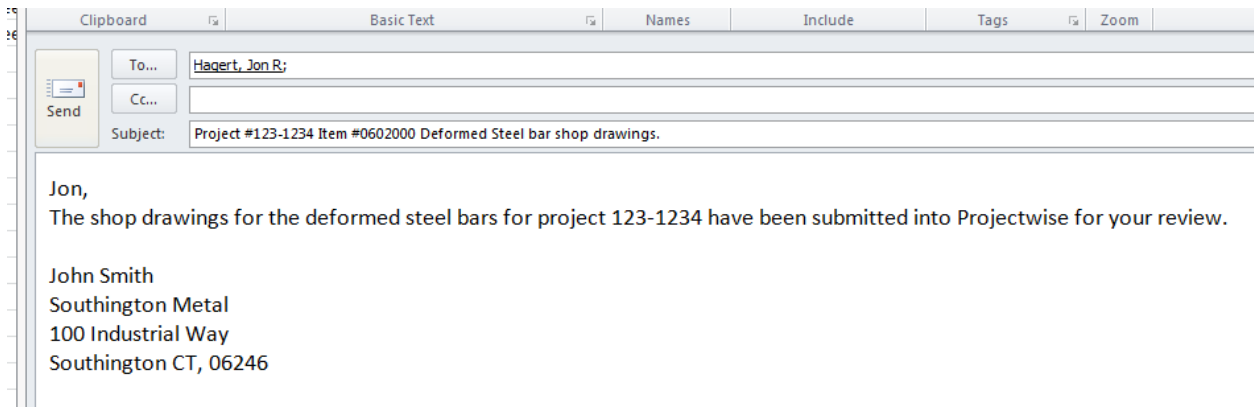 Clipboard Basic Text Names Include Tags Zoom
To... Hagert, Jon R;
Cc...
Send
Subject: Project #123-1234 Item #0602000 Deformed Steel bar shop drawings.
Jon,
The shop drawings for the deformed steel bars for project 123-1234 have been submitted into Projectwise for your review.
John Smith
Southington Metal
100 Industrial Way
Southington CT, 06246